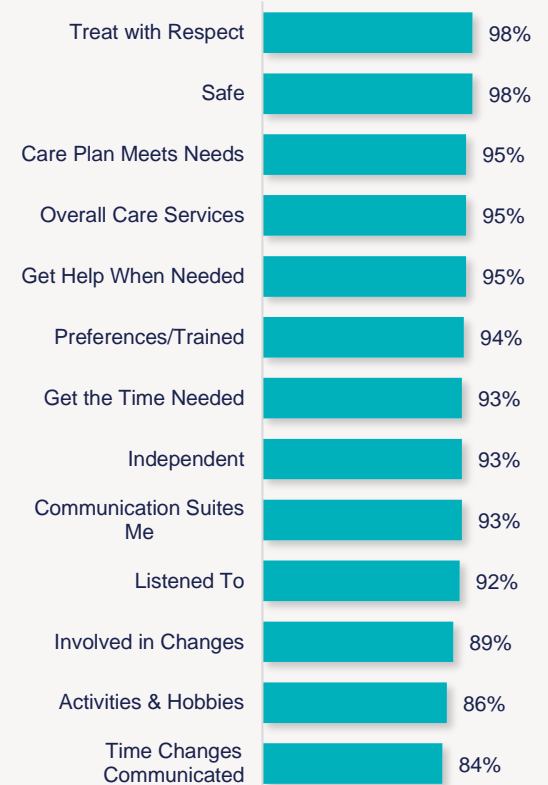 Treat with Respect 98%
Safe 98%
Care Plan Meets Needs 95%
Overall Care Services 95%
Get Help When Needed 95%
Preferences/Trained 94%
Get the Time Needed 93%
Independent 93%
Communication Suites
Me 93%
Listened To 92%
Involved in Changes 89%
Activities & Hobbies 86%
Time Changes
Communicated 84%